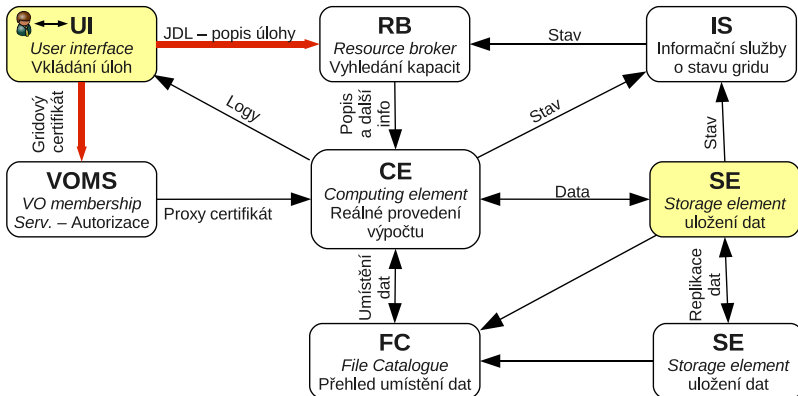 UI
User interface
Vkládání úloh
JDL – popis úlohy
RB
Resource broker
Vyhledání kapacit
Stav
IS
Informační služby
o stavu gridu
Gridový
certifikát
Logy
Popis
a další
info
Stav
Stav
VOMS
VO membership
Serv. – Autorizace
Proxy certifikát
CE
Computing element
Reálné provedení
výpočtu
Data
SE
Storage element
uložení dat
Umístění
dat
Replikace
dat
FC
File Catalogue
Přehled umístění dat
SE
Storage element
uložení dat